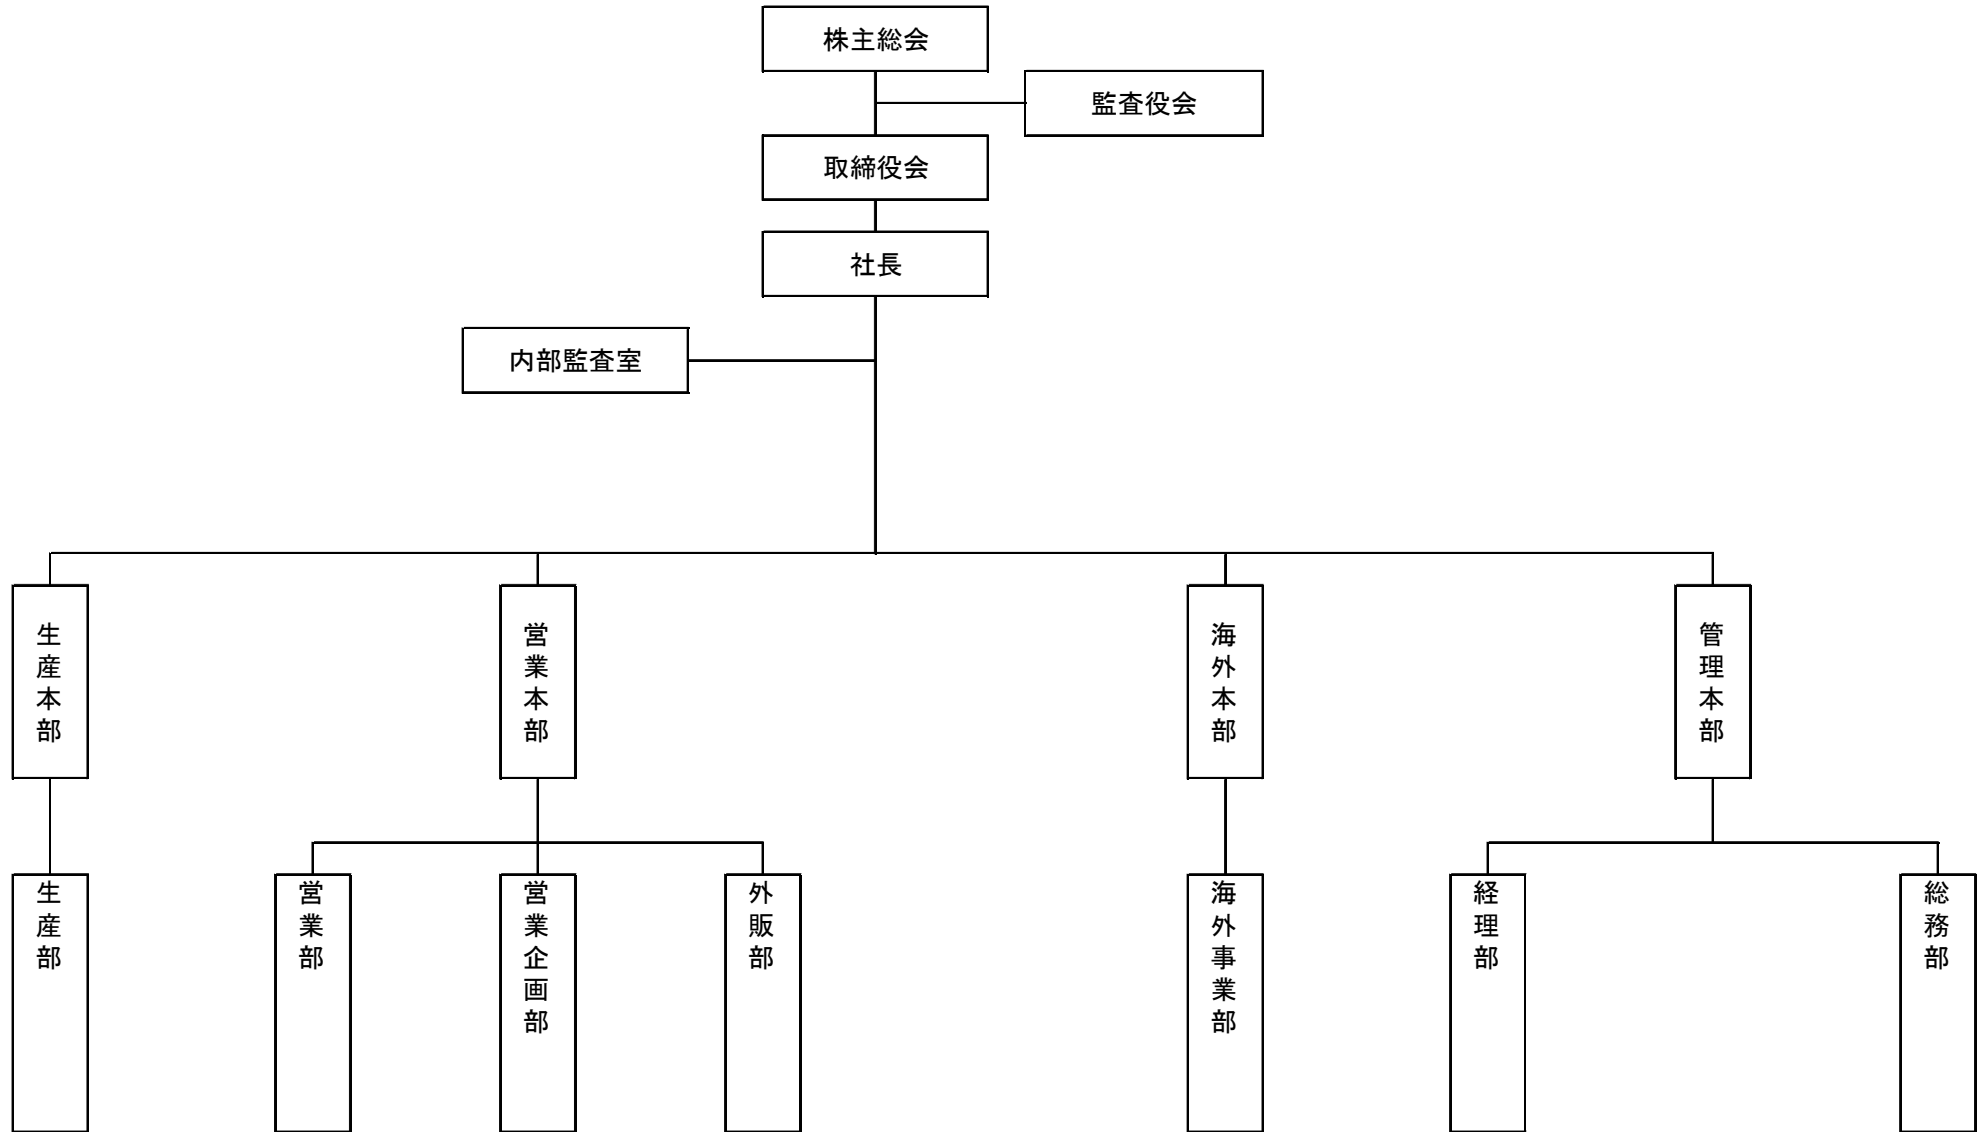 株主総会
監査役会
取締役会
社長
内部監査室
生産本部
営業本部
海外本部
管理本部
生産部
営業部
営業企画部
外販部
海外事業部
経理部
総務部